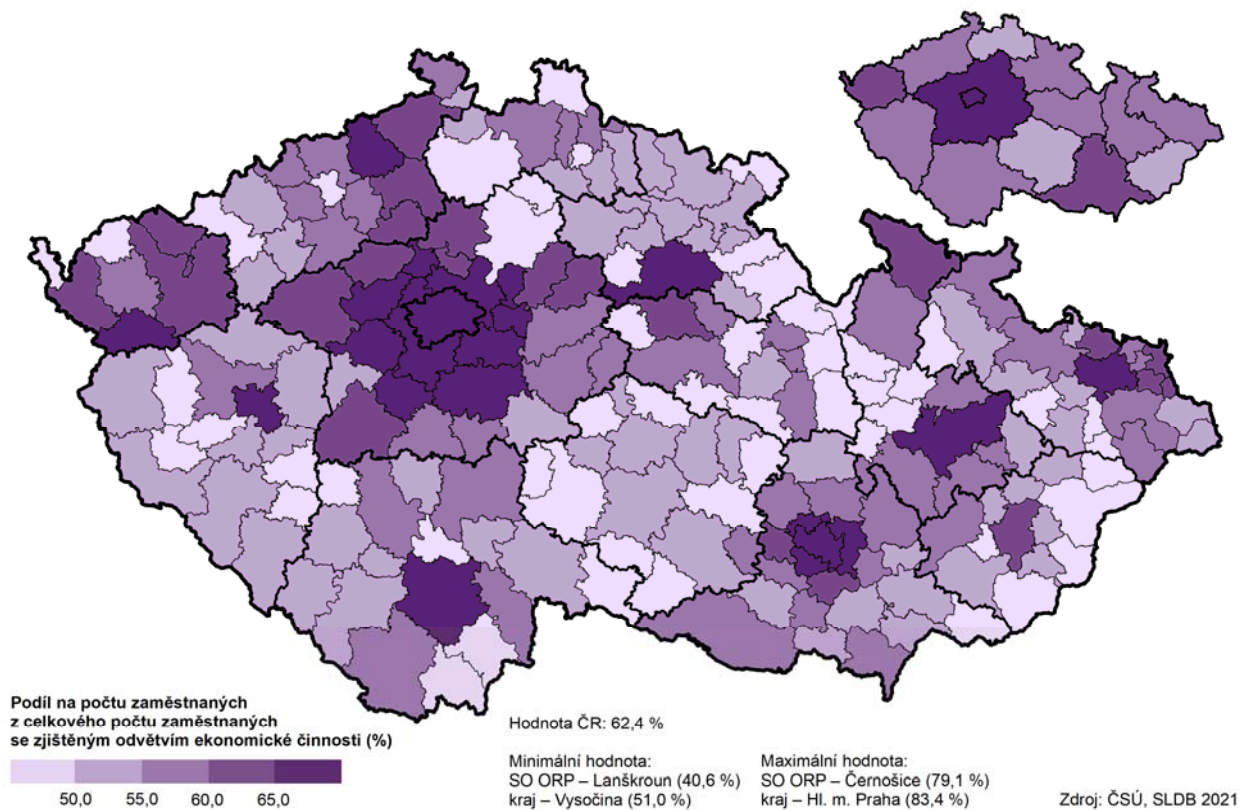 Podíl na počtu zaměstnaných
z celkového počtu zaměstnaných
se zjištěným odvětvím ekonomické činnosti (%)
50,0 55,0 60,0 65,0
Hodnota ČR: 62,4 %
Minimální hodnota:
SO ORP – Lanškroun (40,6 %)
kraj – Vysočina (51,0 %)
Maximální hodnota:
SO ORP – Černošice (79,1 %)
kraj – Hl. m. Praha (83,4 %)
Zdroj: ČSÚ, SLDB 2021